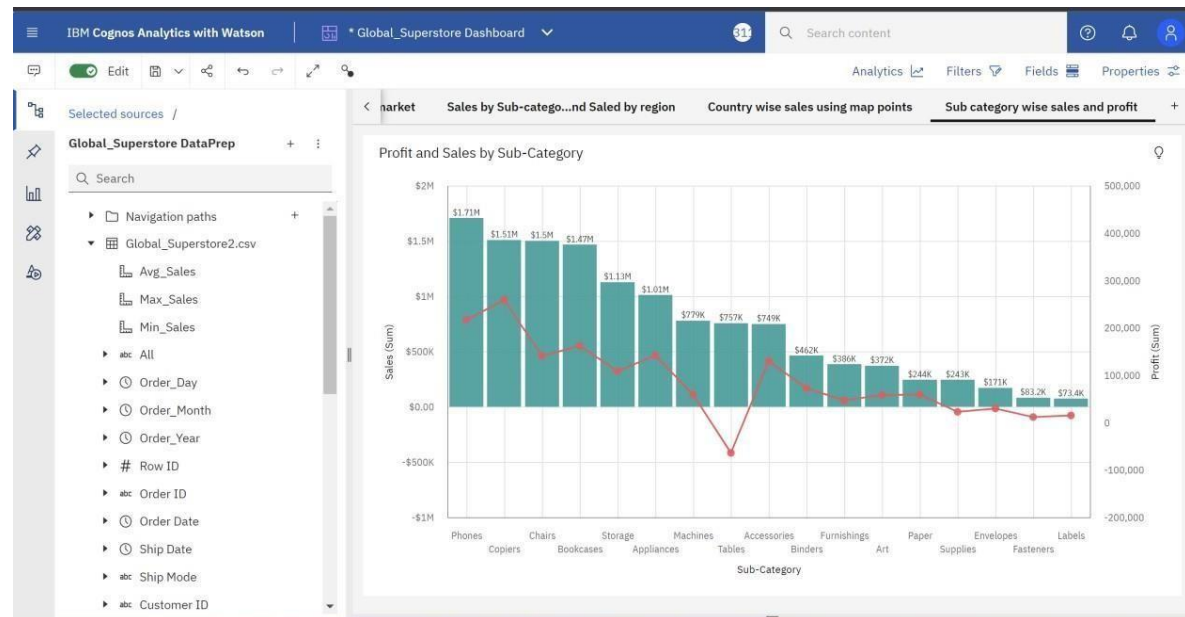 IBM Cognos Analytics with Watson
* Global_Superstore Dashboard
Search content
Edit
Analytics
Filters
Fields
Properties
Selected sources /
Global_Superstore DataPrep
Search
Navigation paths
Global_Superstore2.csv
Avg_Sales
Max_Sales
Min_Sales
abc All
Order_Day
Order_Month
Order_Year
# Row ID
abc Order ID
Order Date
Ship Date
abc Ship Mode
abc Customer ID
Sales by Sub-catego...nd Saled by region
Country wise sales using map points
Sub category wise sales and profit
Profit and Sales by Sub-Category
$2M
$1.5M
$1M
$500K
$0.00
-$500K
-$1M
Sales (Sum)
$1.71M
$1.51M
$1.5M
$1.47M
$1.13M
$1.01M
$779K
$757K
$749K
$462K
$386K
$372K
$244K
$243K
$171K
$83.2K
$73.4K
500,000
400,000
300,000
200,000
100,000
0
-100,000
-200,000
Profit (Sum)
Phones
Copiers
Chairs
Bookcases
Storage
Appliances
Machines
Tables
Accessories
Binders
Furnishings
Art
Paper
Supplies
Envelopes
Fasteners
Labels
Sub-Category